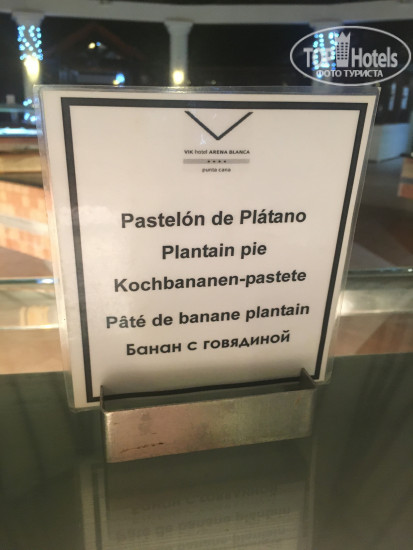 TOPHotels
ФОТО ТУРИСТА
VIK hotel ARENA BLANCA
punta cana
Pastelón de Plátano
Plantain pie
Kochbananen-pastete
Pâté de banane plantain
Банан с говядиной